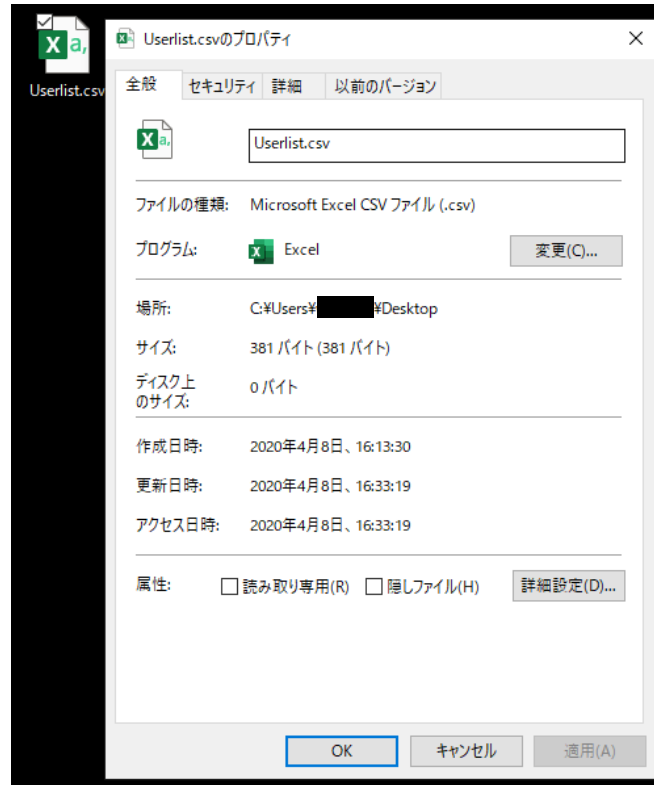 Userlist.csvのプロパティ
Userlist.csv
全般
セキュリティ
詳細
以前のバージョン
Userlist.csv
ファイルの種類: Microsoft Excel CSV ファイル (.csv)
プログラム: Excel 変更(C)...
場所: C:¥Users¥ ¥Desktop
サイズ: 381 バイト (381 バイト)
ディスク上
のサイズ: 0 バイト
作成日時: 2020年4月8日、16:13:30
更新日時: 2020年4月8日、16:33:19
アクセス日時: 2020年4月8日、16:33:19
属性: 読み取り専用(R) 隠しファイル(H) 詳細設定(D)...
OK キャンセル 適用(A)